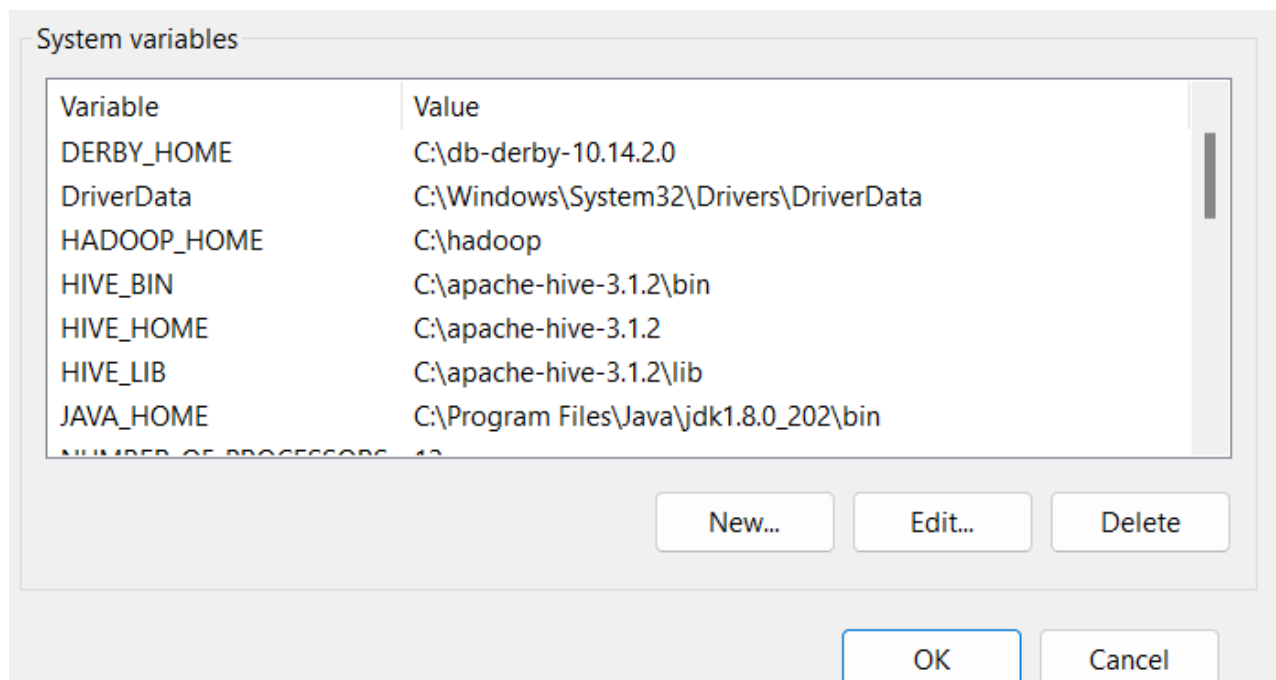 System variables
Variable Value
DERBY_HOME C:\db-derby-10.14.2.0
DriverData C:\Windows\System32\Drivers\DriverData
HADOOP_HOME C:\hadoop
HIVE_BIN C:\apache-hive-3.1.2\bin
HIVE_HOME C:\apache-hive-3.1.2
HIVE_LIB C:\apache-hive-3.1.2\lib
JAVA_HOME C:\Program Files\Java\jdk1.8.0_202\bin
NUMBER_OF_PROCESSORS 12
New... Edit... Delete
OK Cancel